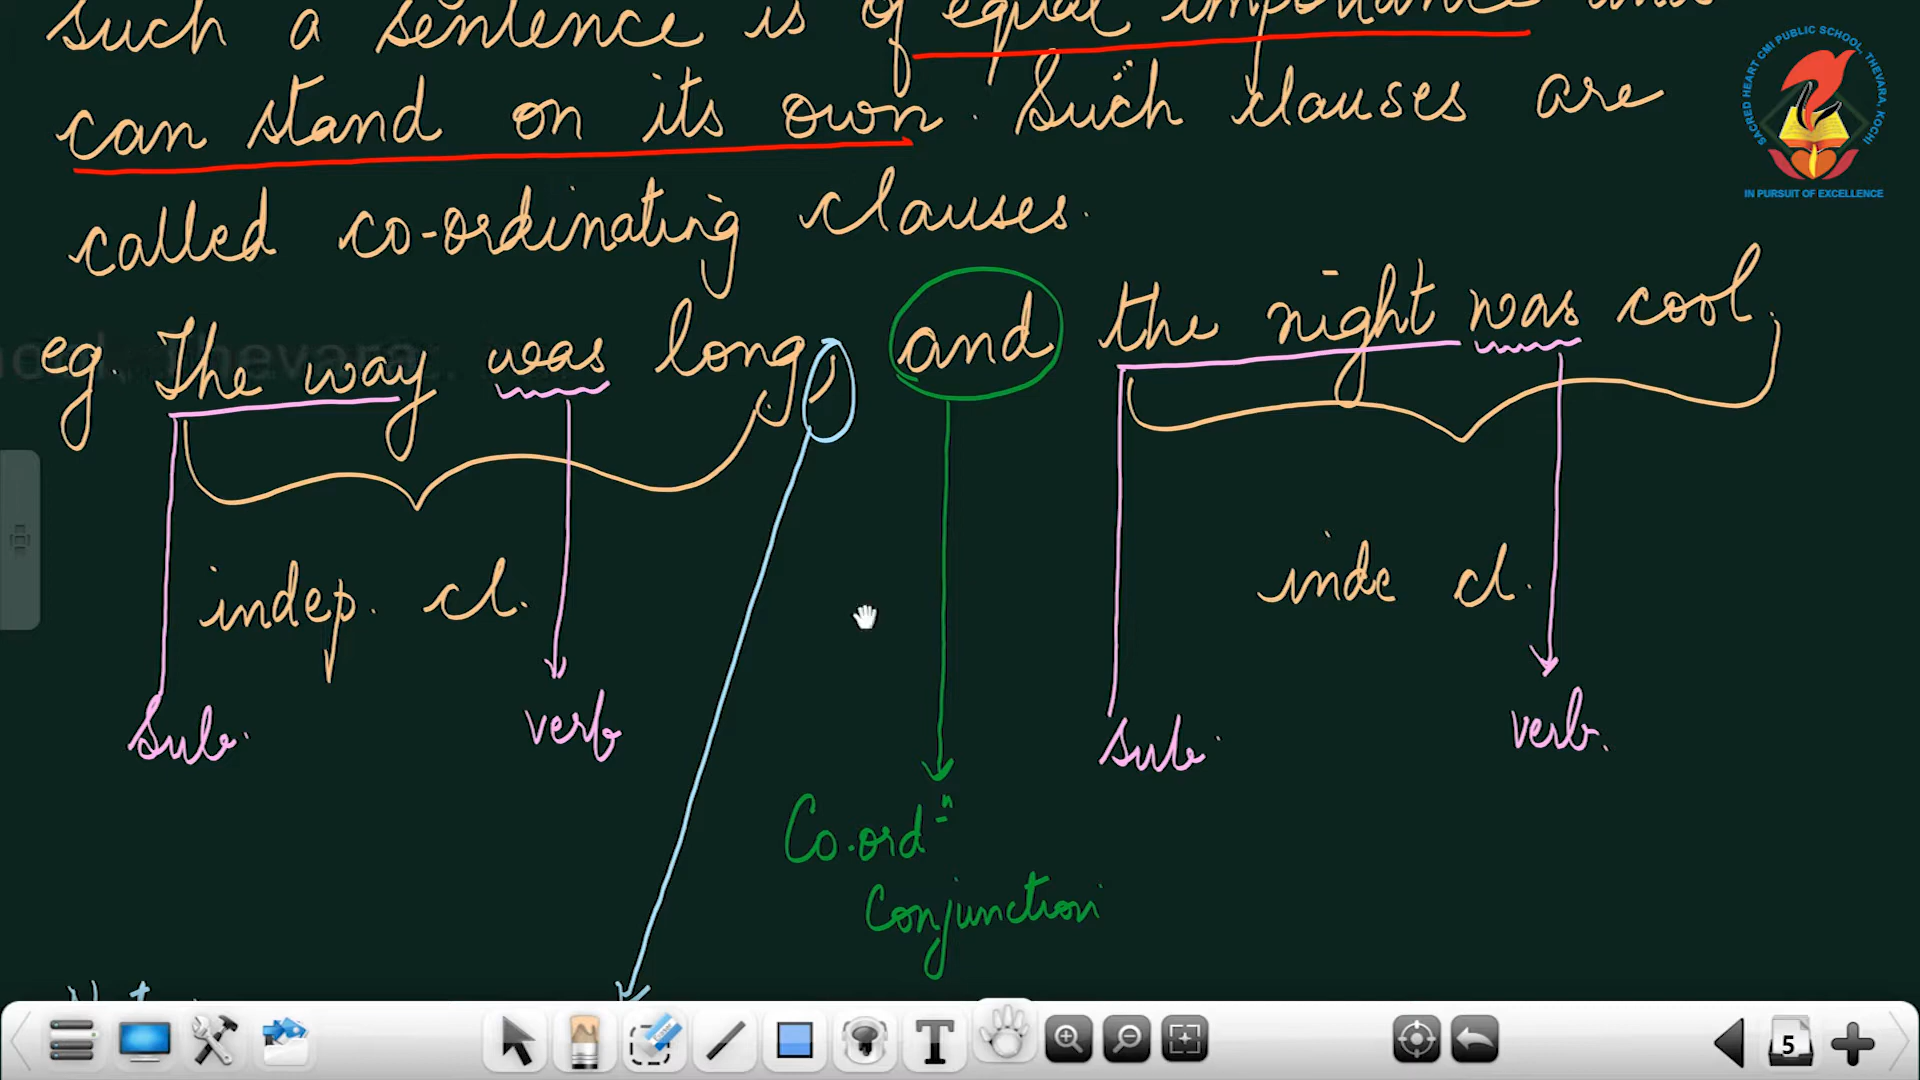 such a sentence is of equal importance and
can stand on its own. Such clauses are
called co-ordinating clauses.
eg. The way was long, and the night was cool.
indep. cl. inde cl.
Sub. verb sub. verb.
Co.ordn
Conjunction
Note
SACRED HEART CMI PUBLIC SCHOOL, THEVARA, KOCHI
IN PURSUIT OF EXCELLENCE
T
5